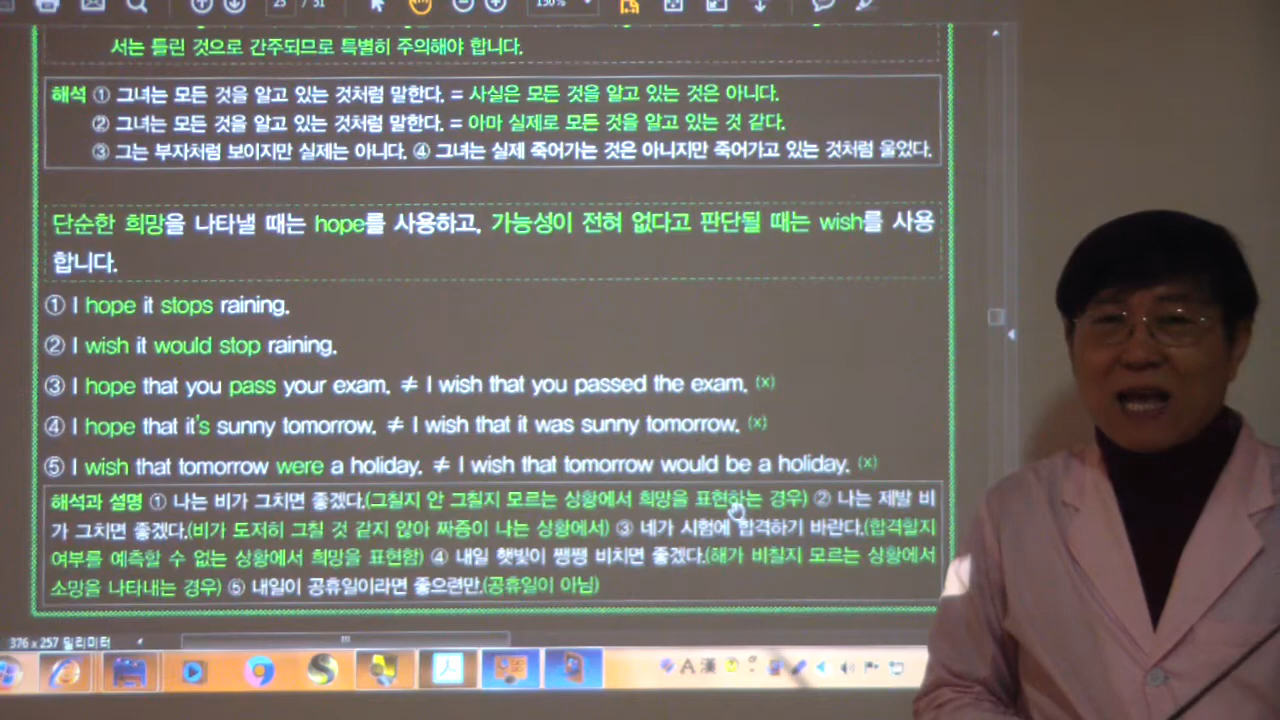 25 / 31
150%
서는 틀린 것으로 간주되므로 특별히 주의해야 합니다.
해석 ① 그녀는 모든 것을 알고 있는 것처럼 말한다. = 사실은 모든 것을 알고 있는 것은 아니다.
② 그녀는 모든 것을 알고 있는 것처럼 말한다. = 아마 실제로 모든 것을 알고 있는 것 같다.
③ 그는 부자처럼 보이지만 실제는 아니다. ④ 그녀는 실제 죽어가는 것은 아니지만 죽어가고 있는 것처럼 울었다.
단순한 희망을 나타낼 때는 hope를 사용하고, 가능성이 전혀 없다고 판단될 때는 wish를 사용
합니다.
① I hope it stops raining.
② I wish it would stop raining.
③ I hope that you pass your exam. ≠ I wish that you passed the exam. (x)
④ I hope that it's sunny tomorrow. ≠ I wish that it was sunny tomorrow. (x)
⑤ I wish that tomorrow were a holiday. ≠ I wish that tomorrow would be a holiday. (x)
해석과 설명 ① 나는 비가 그치면 좋겠다.(그칠지 안 그칠지 모르는 상황에서 희망을 표현하는 경우) ② 나는 제발 비
가 그치면 좋겠다.(비가 도저히 그칠 것 같지 않아 짜증이 나는 상황에서) ③ 네가 시험에 합격하기 바란다.(합격할지
여부를 예측할 수 없는 상황에서 희망을 표현함) ④ 내일 햇빛이 쨍쨍 비치면 좋겠다.(해가 비칠지 모르는 상황에서
소망을 나타내는 경우) ⑤ 내일이 공휴일이라면 좋으련만.(공휴일이 아님)
376 x 257 밀리미터
A 漢